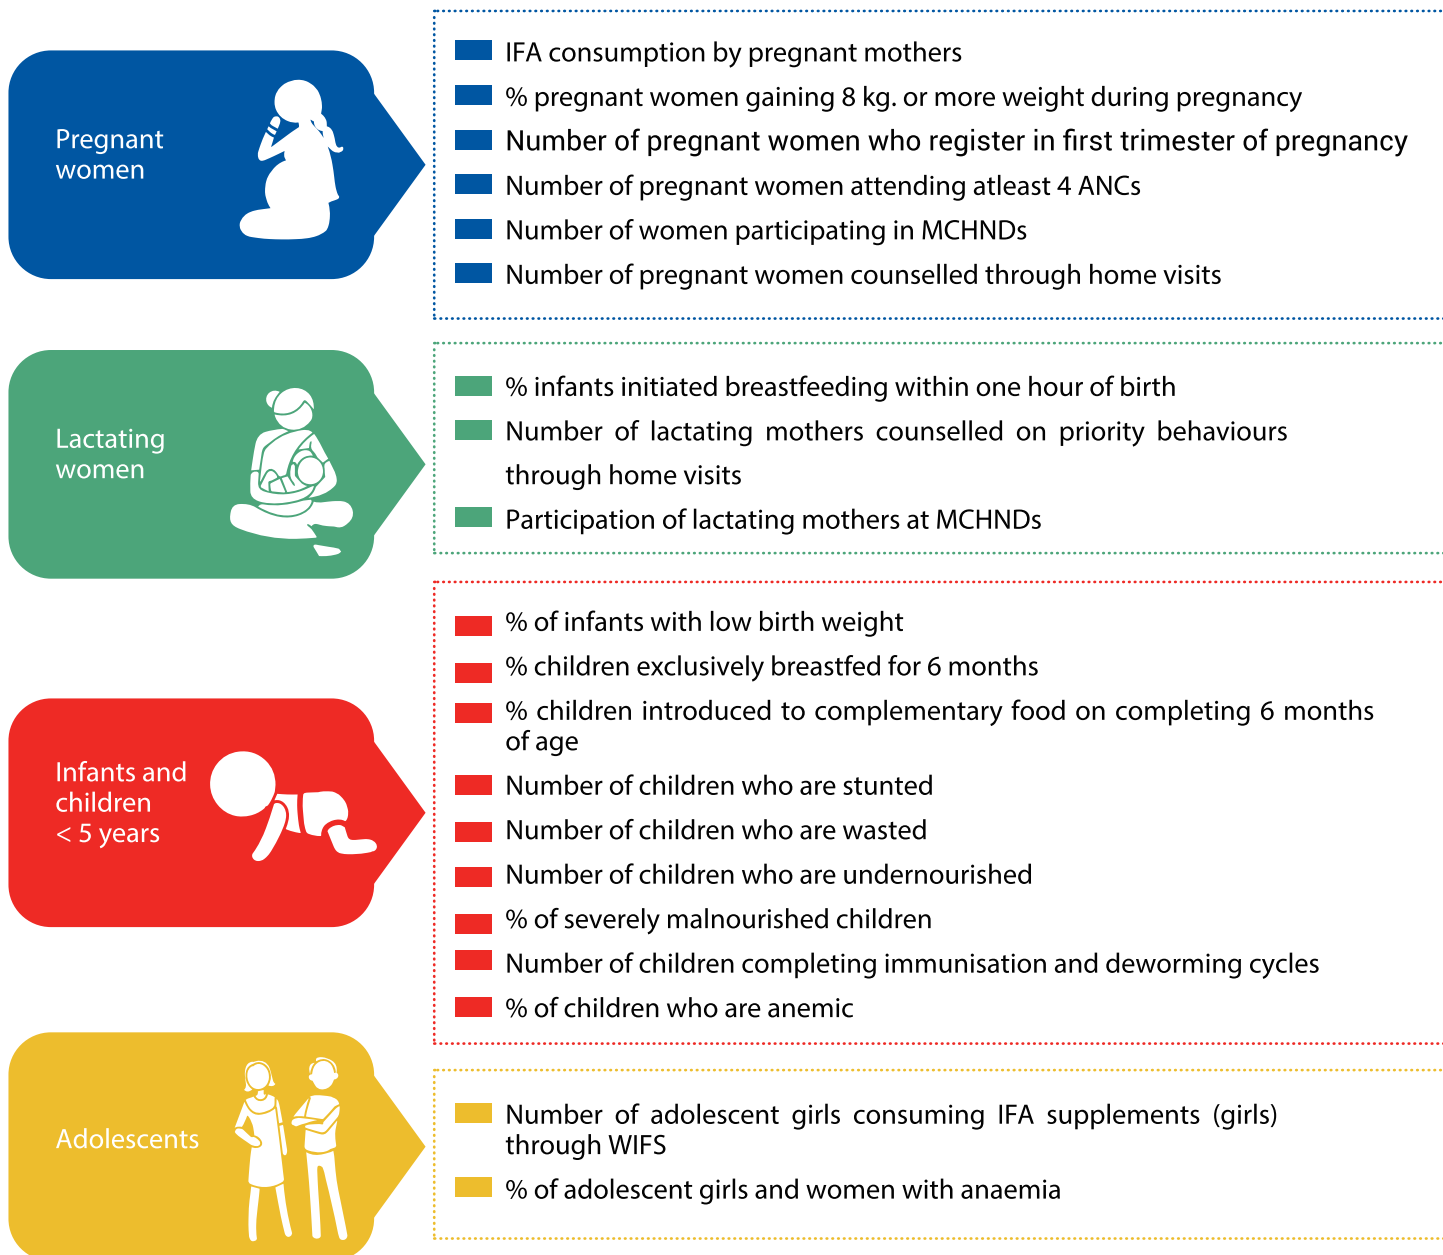 Pregnant
women
IFA consumption by pregnant mothers
% pregnant women gaining 8 kg. or more weight during pregnancy
Number of pregnant women who register in first trimester of pregnancy
Number of pregnant women attending atleast 4 ANCs
Number of women participating in MCHNDs
Number of pregnant women counselled through home visits
Lactating
women
% infants initiated breastfeeding within one hour of birth
Number of lactating mothers counselled on priority behaviours
through home visits
Participation of lactating mothers at MCHNDs
Infants and
children
< 5 years
% of infants with low birth weight
% children exclusively breastfed for 6 months
% children introduced to complementary food on completing 6 months
of age
Number of children who are stunted
Number of children who are wasted
Number of children who are undernourished
% of severely malnourished children
Number of children completing immunisation and deworming cycles
% of children who are anemic
Adolescents
Number of adolescent girls consuming IFA supplements (girls)
through WIFS
% of adolescent girls and women with anaemia